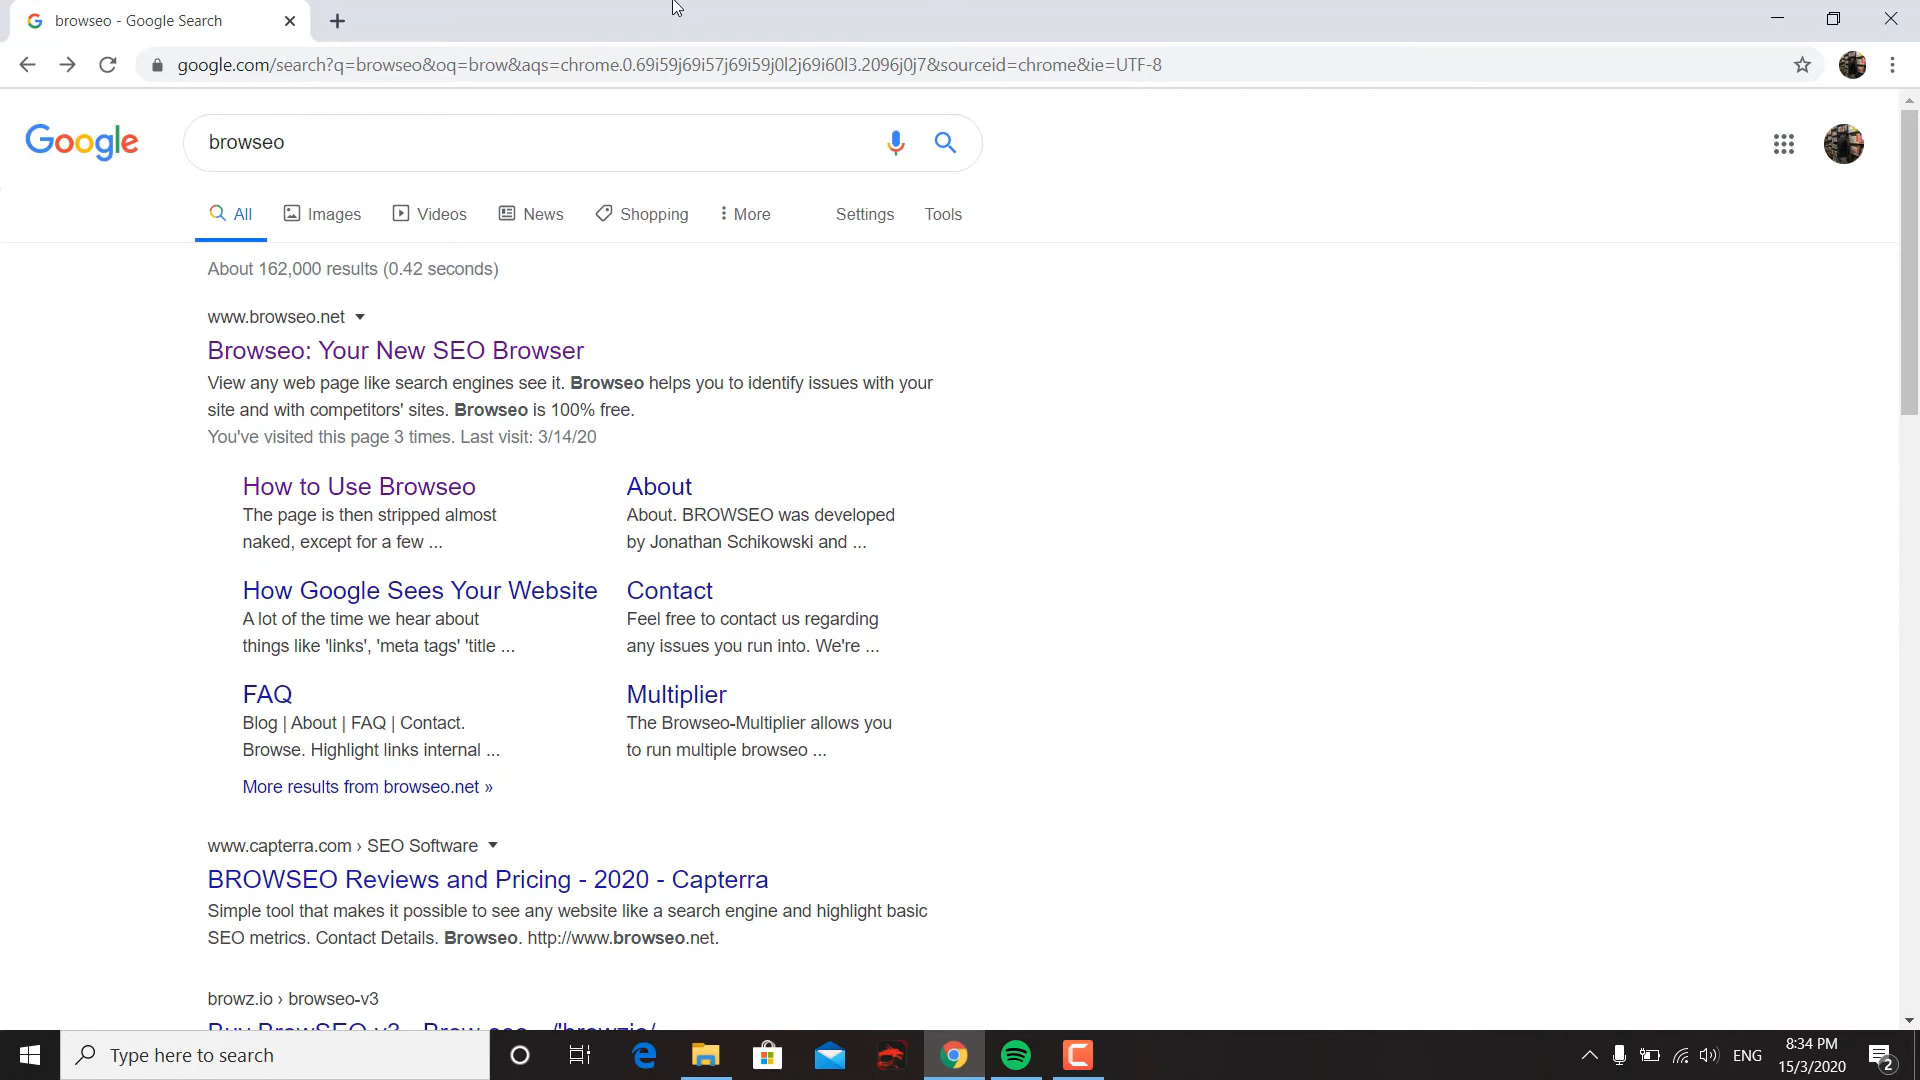 browseo - Google Search
google.com/search?q=browseo&oq=brow&aqs=chrome.0.69i59j69i57j69i59j0l2j69i60l3.2096j0j7&sourceid=chrome&ie=UTF-8
Google
browseo
All Images Videos News Shopping More Settings Tools
About 162,000 results (0.42 seconds)
www.browseo.net
Browseo: Your New SEO Browser
View any web page like search engines see it. Browseo helps you to identify issues with your
site and with competitors' sites. Browseo is 100% free.
You've visited this page 3 times. Last visit: 3/14/20
How to Use Browseo
The page is then stripped almost
naked, except for a few ...
About
About. BROWSEO was developed
by Jonathan Schikowski and ...
How Google Sees Your Website
A lot of the time we hear about
things like 'links', 'meta tags' 'title ...
Contact
Feel free to contact us regarding
any issues you run into. We're ...
FAQ
Blog | About | FAQ | Contact.
Browse. Highlight links internal ...
Multiplier
The Browseo-Multiplier allows you
to run multiple browseo ...
More results from browseo.net »
www.capterra.com › SEO Software
BROWSEO Reviews and Pricing - 2020 - Capterra
Simple tool that makes it possible to see any website like a search engine and highlight basic
SEO metrics. Contact Details. Browseo. http://www.browseo.net.
browz.io › browseo-v3
Buy BrowSEO v3
Type here to search
ENG
8:34 PM
15/3/2020
2